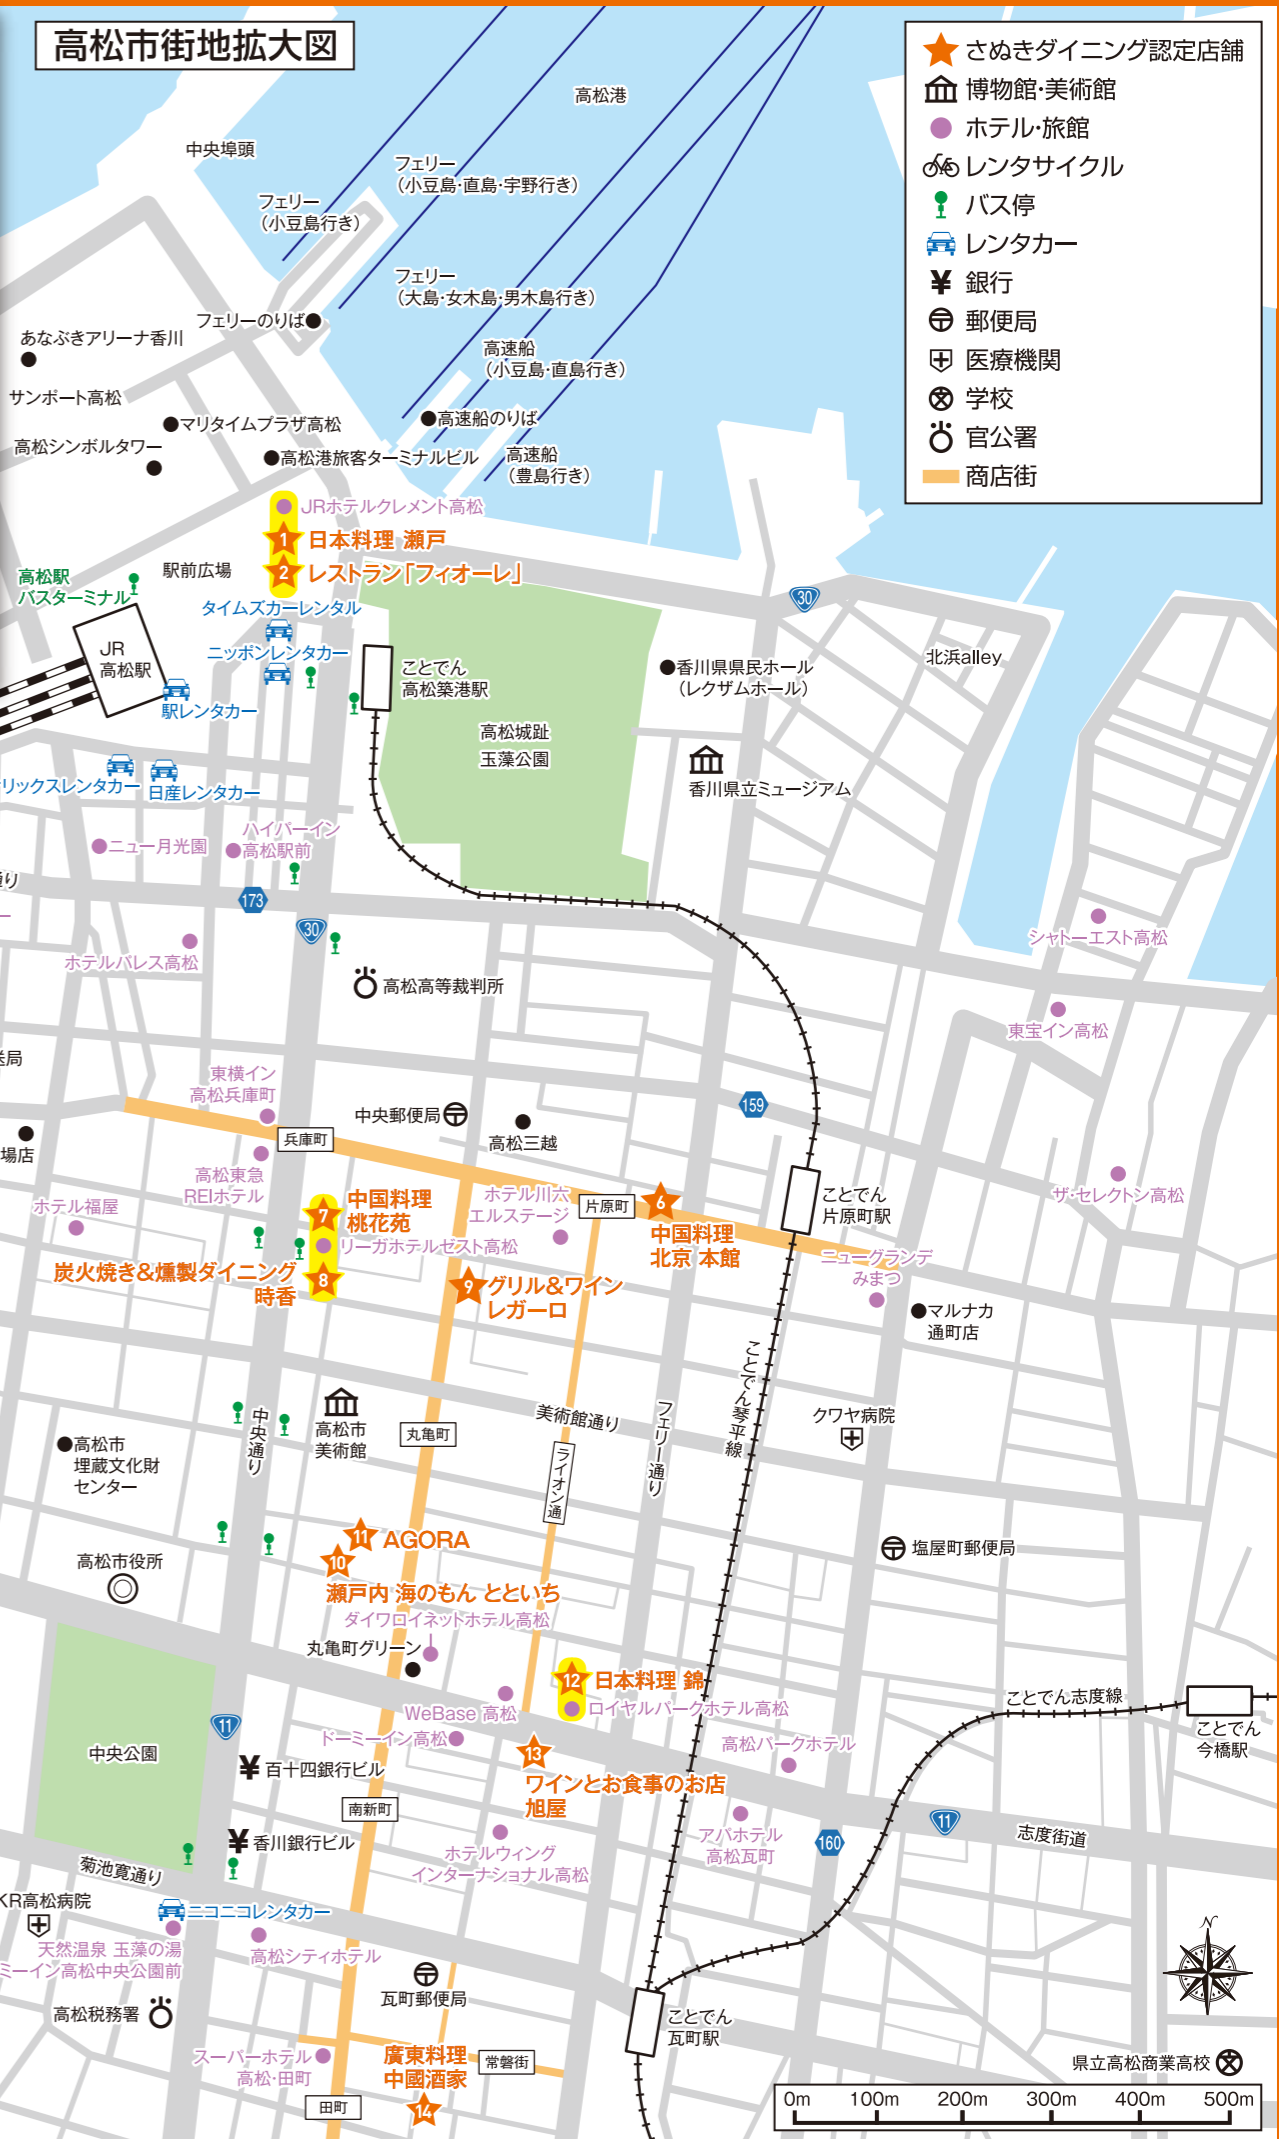 高松市街地拡大図
さぬきダイニング認定店舗
博物館・美術館
ホテル・旅館
レンタサイクル
バス停
レンタカー
銀行
郵便局
医療機関
学校
官公署
商店街
高松港
中央埠頭
フェリー
（小豆島・直島・宇野行き）
フェリー
（小豆島行き）
フェリー
（大島・女木島・男木島行き）
フェリーのりば
あなぶきアリーナ香川
高速船
（小豆島・直島行き）
サンポート高松
マリタイムプラザ高松
高速船のりば
高松シンボルタワー
高松港旅客ターミナルビル
高速船
（豊島行き）
JRホテルクレメント高松
1 日本料理 瀬戸
2 レストラン「フィオーレ」
高松駅
バスターミナル
駅前広場
タイムズカーレンタル
ニッポンレンタカー
JR
高松駅
駅レンタカー
ことでん
高松築港駅
30
北浜alley
香川県県民ホール
（レクザムホール）
高松城趾
玉藻公園
香川県立ミュージアム
リックスレンタカー
日産レンタカー
ハイパーイン
高松駅前
ニュー月光園
通り
ー
173
30
ホテルパレス高松
シャトーエスト高松
高松高等裁判所
東宝イン高松
送局
東横イン
高松兵庫町
中央郵便局
高松三越
159
兵庫町
場店
高松東急
REIホテル
ホテル福屋
7 中国料理
桃花苑
リーガホテルゼスト高松
炭火焼き&燻製ダイニング
時香
8
ホテル川六
エルステージ
片原町
6
中国料理
北京 本館
ことでん
片原町駅
ザ・セレクトン高松
ニューグランデ
みまつ
9 グリル&ワイン
レガーロ
マルナカ
通町店
ことでん琴平線
中央通り
高松市
美術館
丸亀町
美術館通り
フェリー通り
ライオン通
クワヤ病院
高松市
埋蔵文化財
センター
11 AGORA
10
瀬戸内 海のもん とといち
塩屋町郵便局
高松市役所
ダイワロイネットホテル高松
丸亀町グリーン
12 日本料理 錦
ロイヤルパークホテル高松
WeBase 高松
ドーミーイン高松
高松パークホテル
ことでん志度線
ことでん
今橋駅
11
中央公園
百十四銀行ビル
13
ワインとお食事のお店
旭屋
南新町
香川銀行ビル
アパホテル
高松瓦町
160
11
志度街道
ホテルウィング
インターナショナル高松
菊池寛通り
KR高松病院
ニコニコレンタカー
天然温泉 玉藻の湯
ミーイン高松中央公園前
高松シティホテル
N
瓦町郵便局
高松税務署
ことでん
瓦町駅
スーパーホテル
高松・田町
廣東料理
中國酒家
14
常磐街
田町
県立高松商業高校
0m 100m 200m 300m 400m 500m